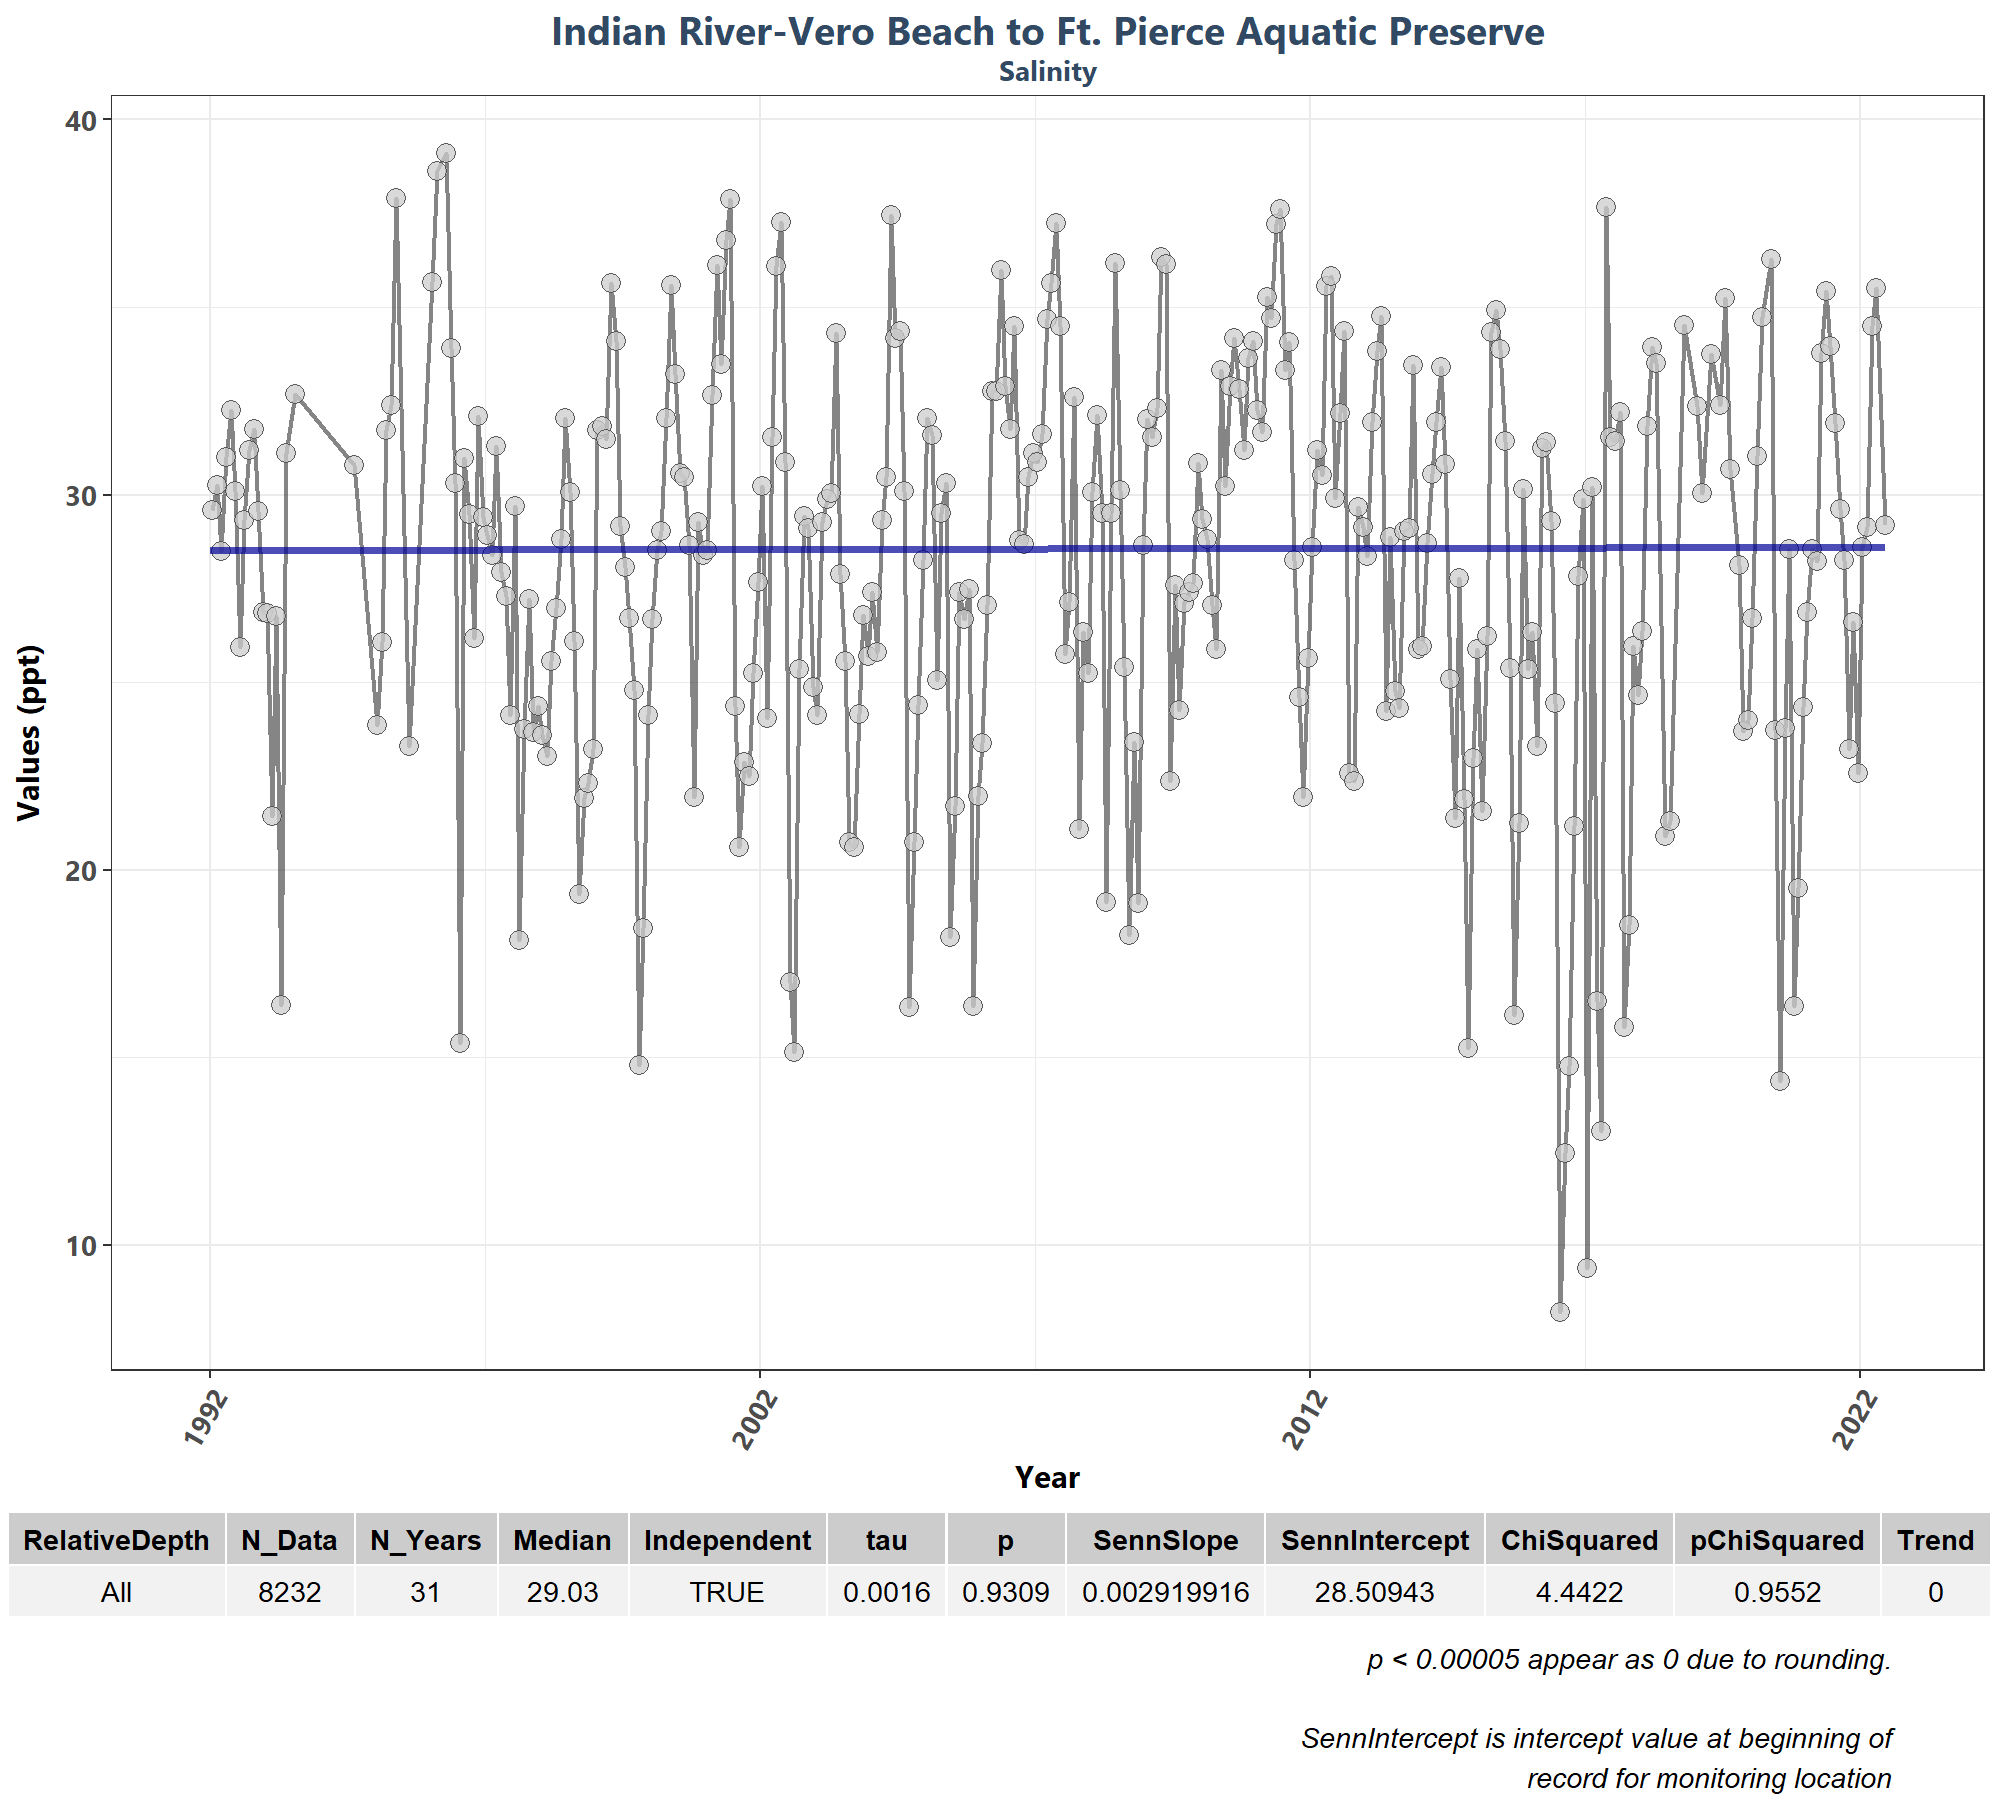 Indian River-Vero Beach to Ft. Pierce Aquatic Preserve
Salinity
40
30
20
10
Values (ppt)
1992 2002 2012 2022
Year
RelativeDepth N_Data N_Years Median Independent tau p SennSlope SennIntercept ChiSquared pChiSquared Trend
All 8232 31 29.03 TRUE 0.0016 0.9309 0.002919916 28.50943 4.4422 0.9552 0
p < 0.00005 appear as 0 due to rounding.
SennIntercept is intercept value at beginning of
record for monitoring location